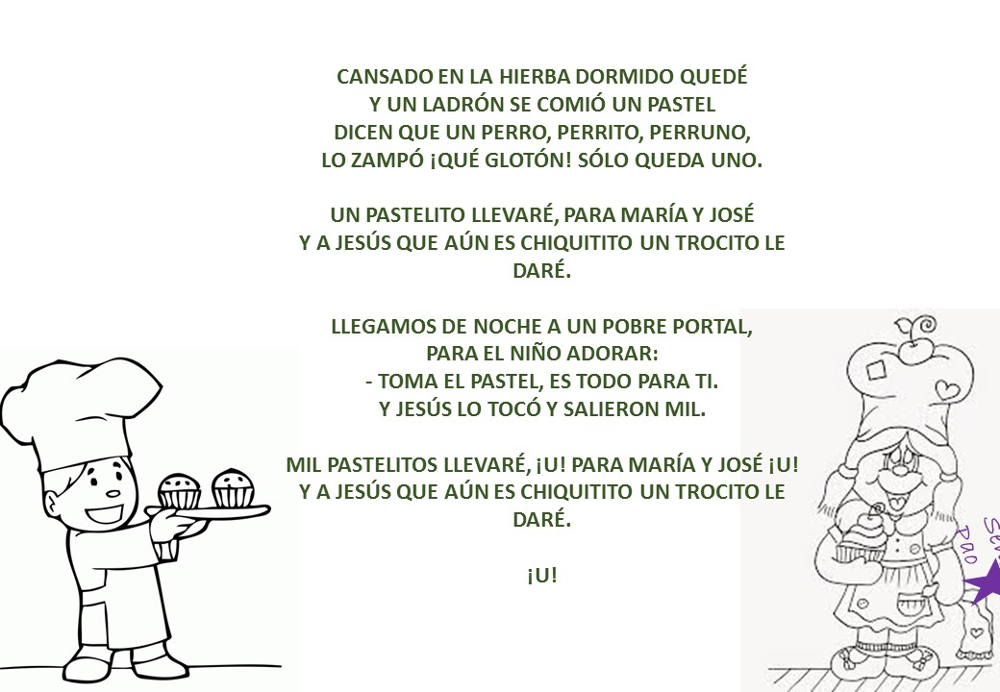 CANSADO EN LA HIERBA DORMIDO QUEDÉ
Y UN LADRÓN SE COMIÓ UN PASTEL
DICEN QUE UN PERRO, PERRITO, PERRUNO,
LO ZAMPÓ ¡QUÉ GLOTÓN! SÓLO QUEDA UNO.
UN PASTELITO LLEVARÉ, PARA MARÍA Y JOSÉ
Y A JESÚS QUE AÚN ES CHIQUITITO UN TROCITO LE
DARÉ.
LLEGAMOS DE NOCHE A UN POBRE PORTAL,
PARA EL NIÑO ADORAR:
- TOMA EL PASTEL, ES TODO PARA TI.
Y JESÚS LO TOCÓ Y SALIERON MIL.
MIL PASTELITOS LLEVARÉ, ¡U! PARA MARÍA Y JOSÉ ¡U!
Y A JESÚS QUE AÚN ES CHIQUITITO UN TROCITO LE
DARÉ.
¡U!
Pao